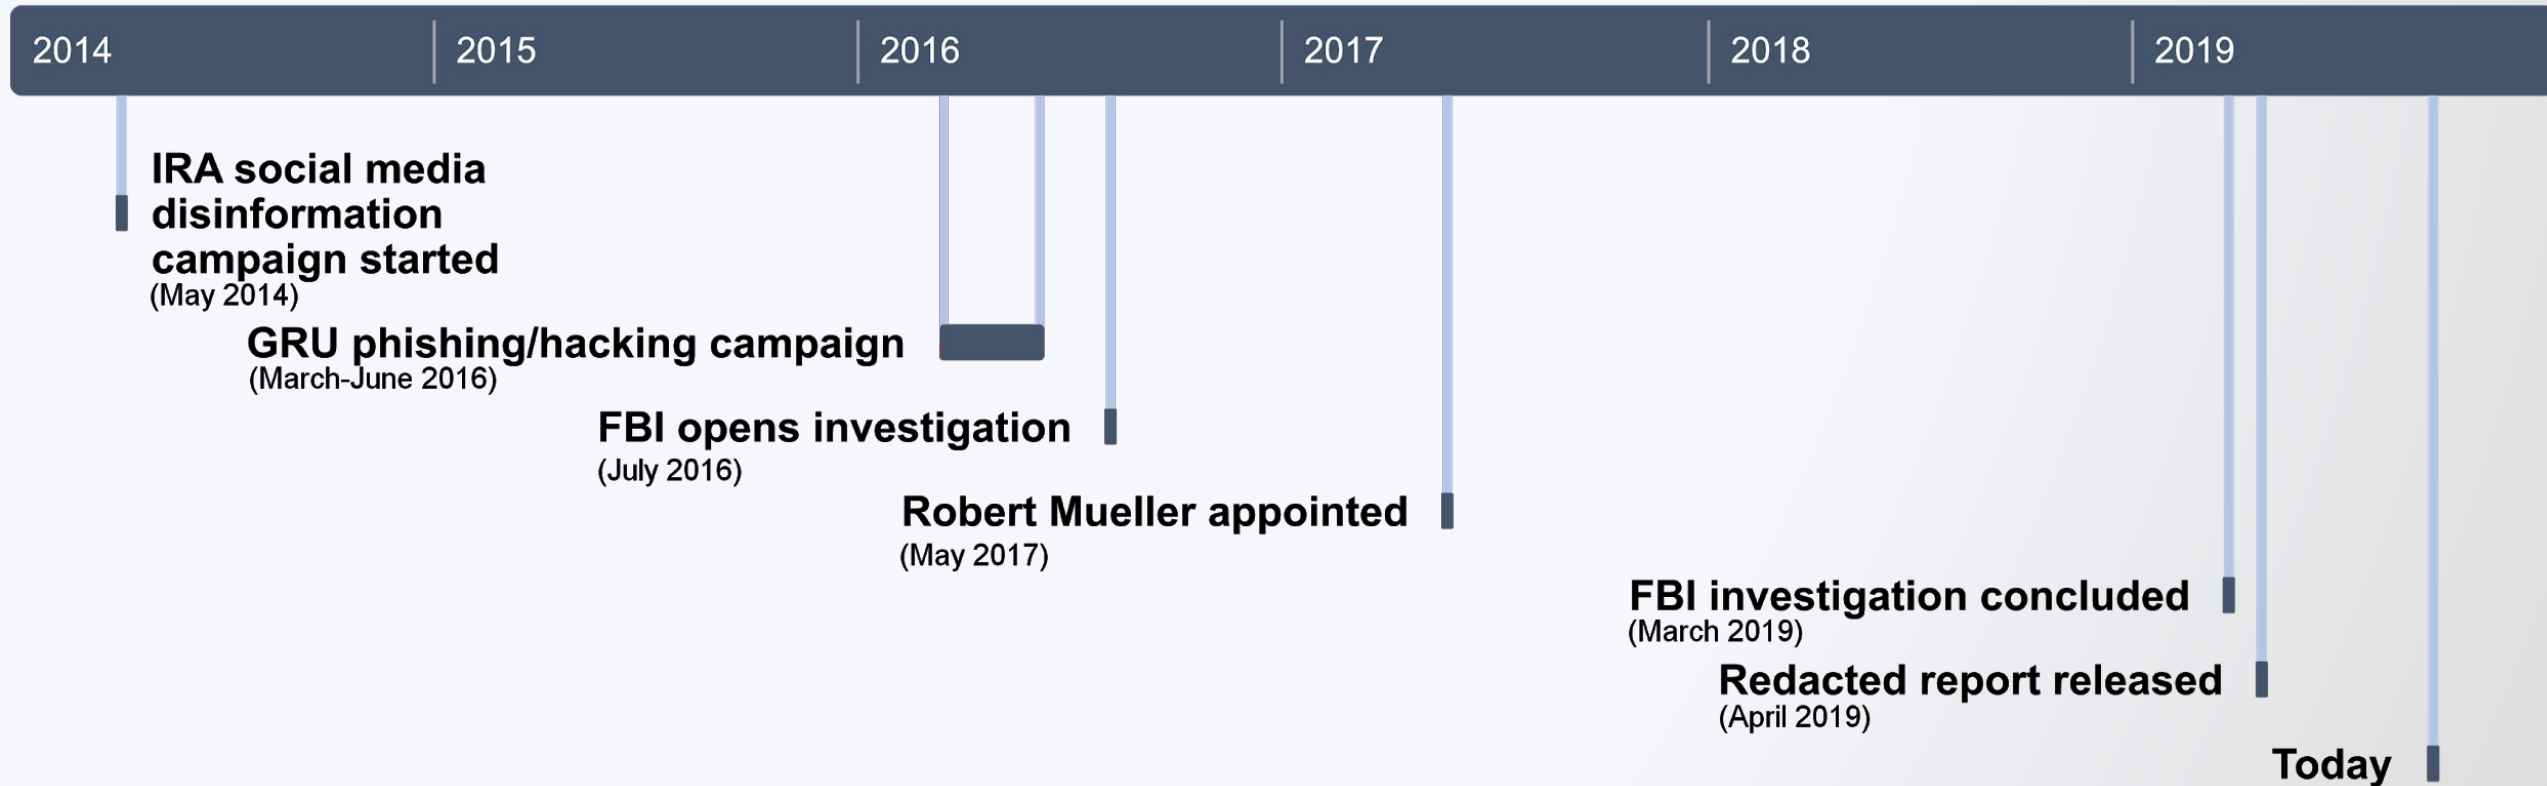 2014
2015
2016
2017
2018
2019
IRA social media
disinformation
campaign started
(May 2014)
GRU phishing/hacking campaign
(March-June 2016)
FBI opens investigation
(July 2016)
Robert Mueller appointed
(May 2017)
FBI investigation concluded
(March 2019)
Redacted report released
(April 2019)
Today